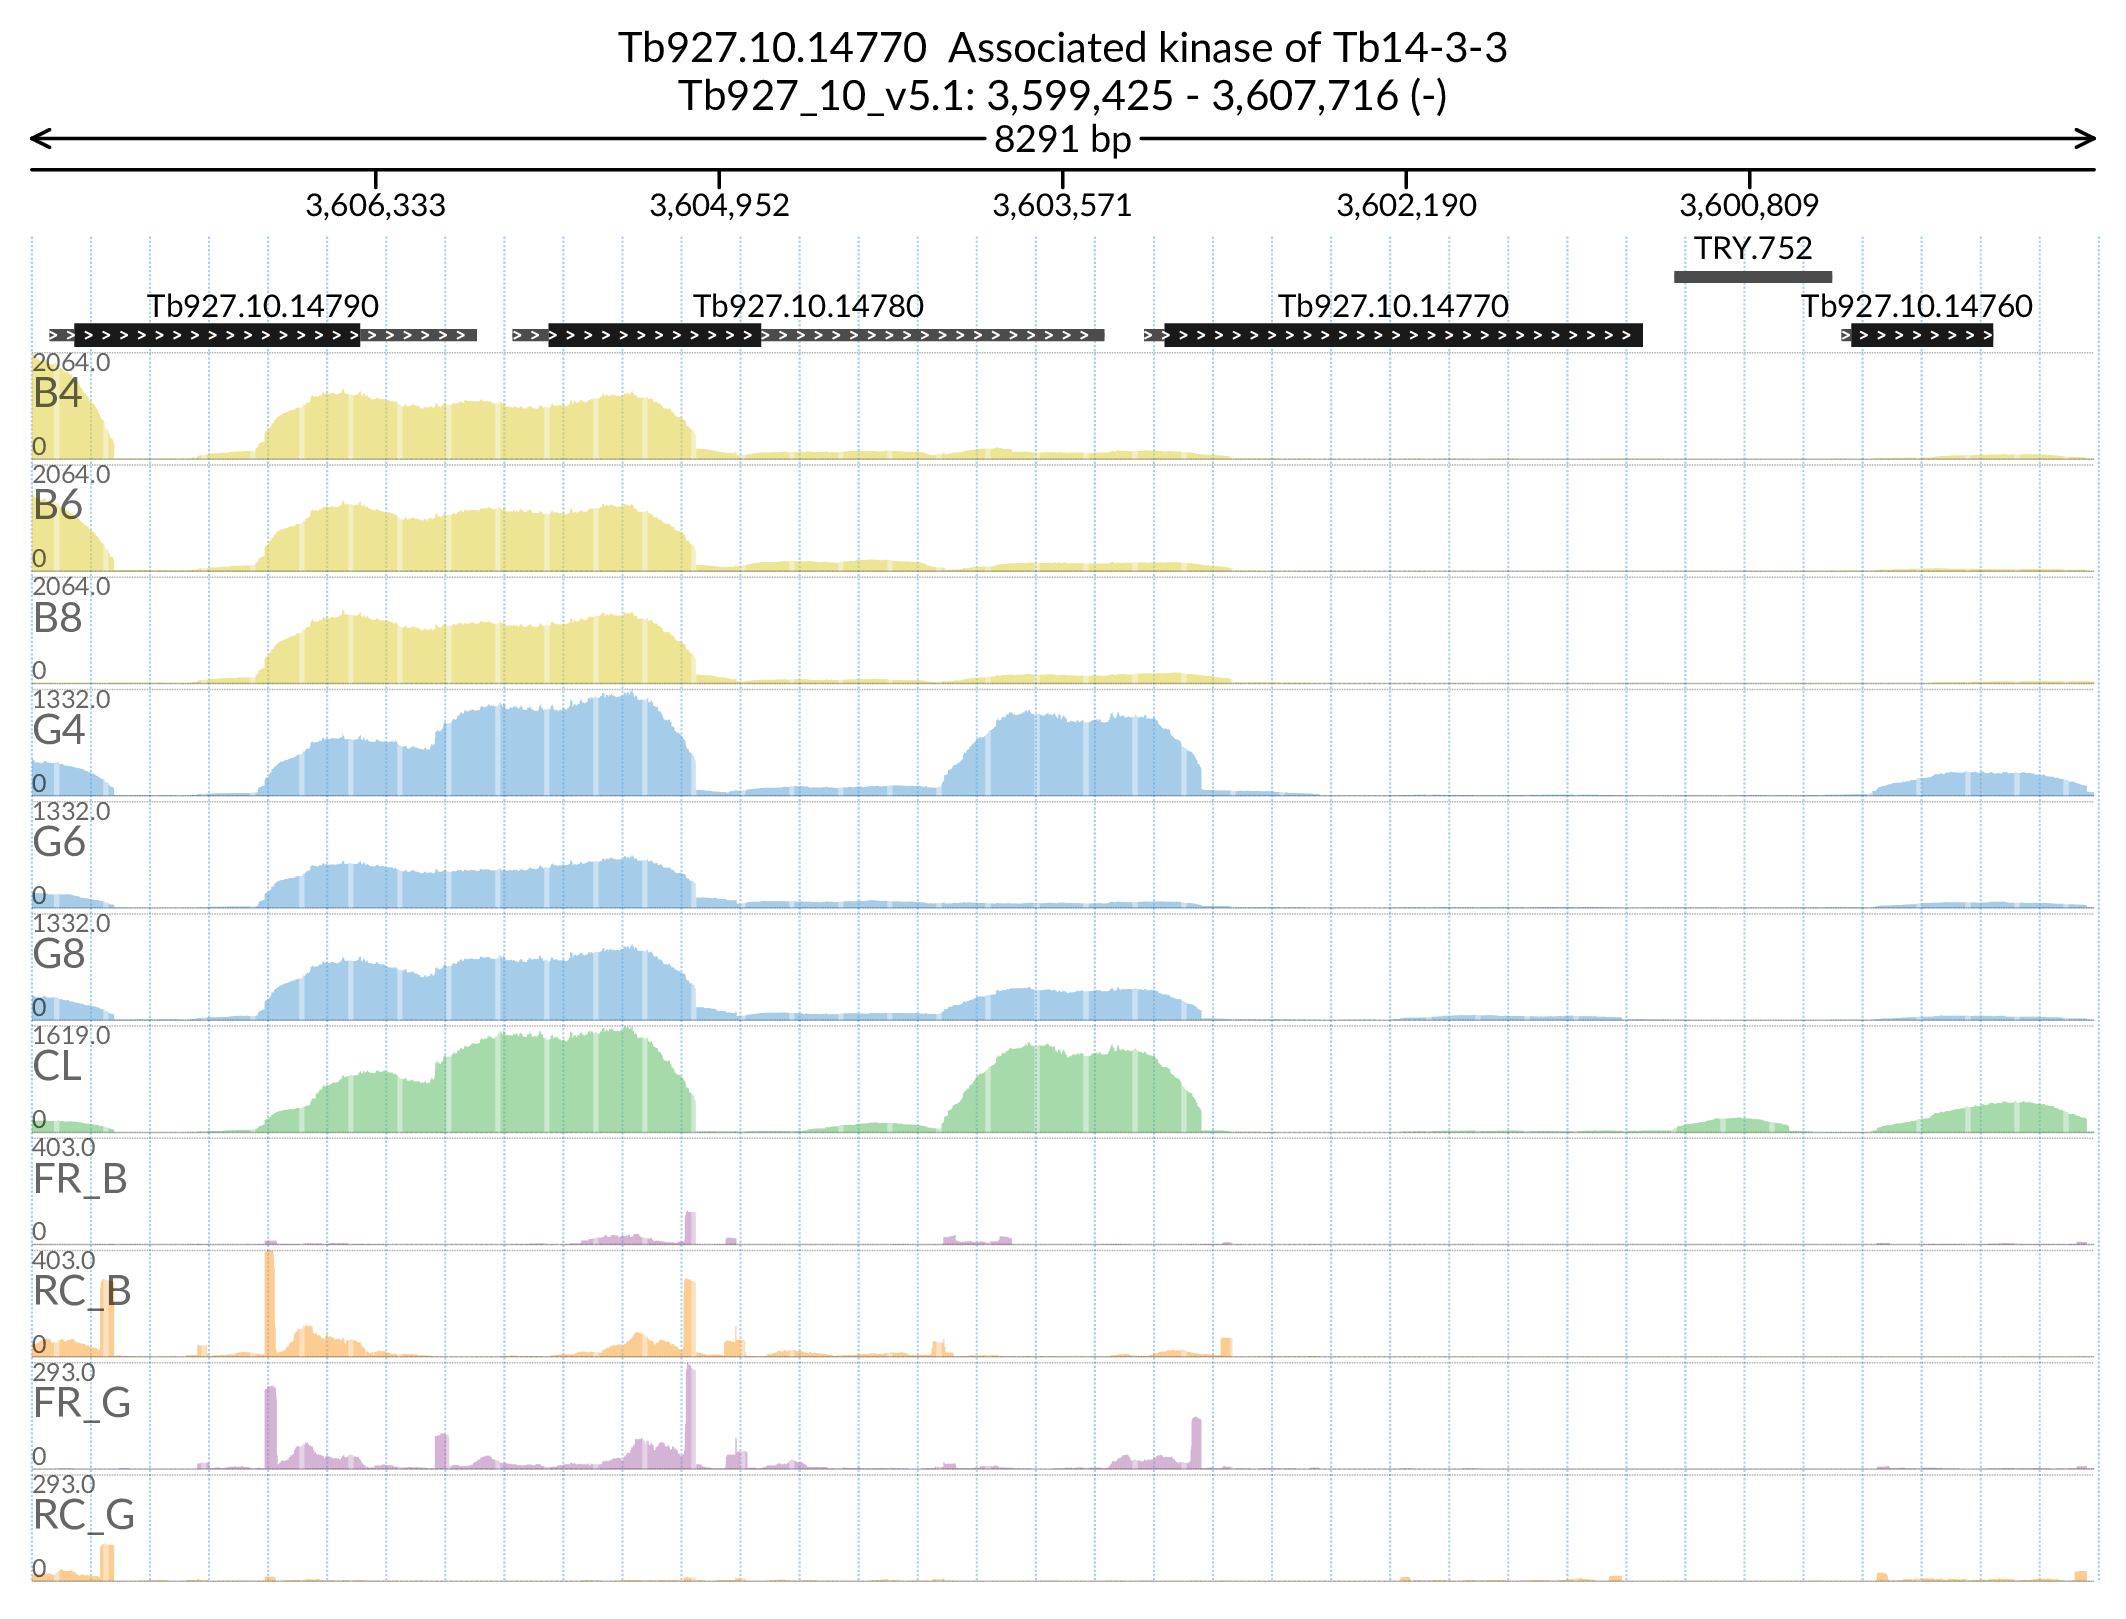 Tb927.10.14770  Associated kinase of Tb14-3-3
Tb927_10_v5.1: 3,599,425 - 3,607,716 (-)
8291 bp
3,606,333 3,604,952 3,603,571 3,602,190 3,600,809
TRY.752
Tb927.10.14790 Tb927.10.14780 Tb927.10.14770 Tb927.10.14760
2064.0
B4
0
2064.0
B6
0
2064.0
B8
0
1332.0
G4
0
1332.0
G6
0
1332.0
G8
0
1619.0
CL
0
403.0
FR_B
0
403.0
RC_B
0
293.0
FR_G
0
293.0
RC_G
0